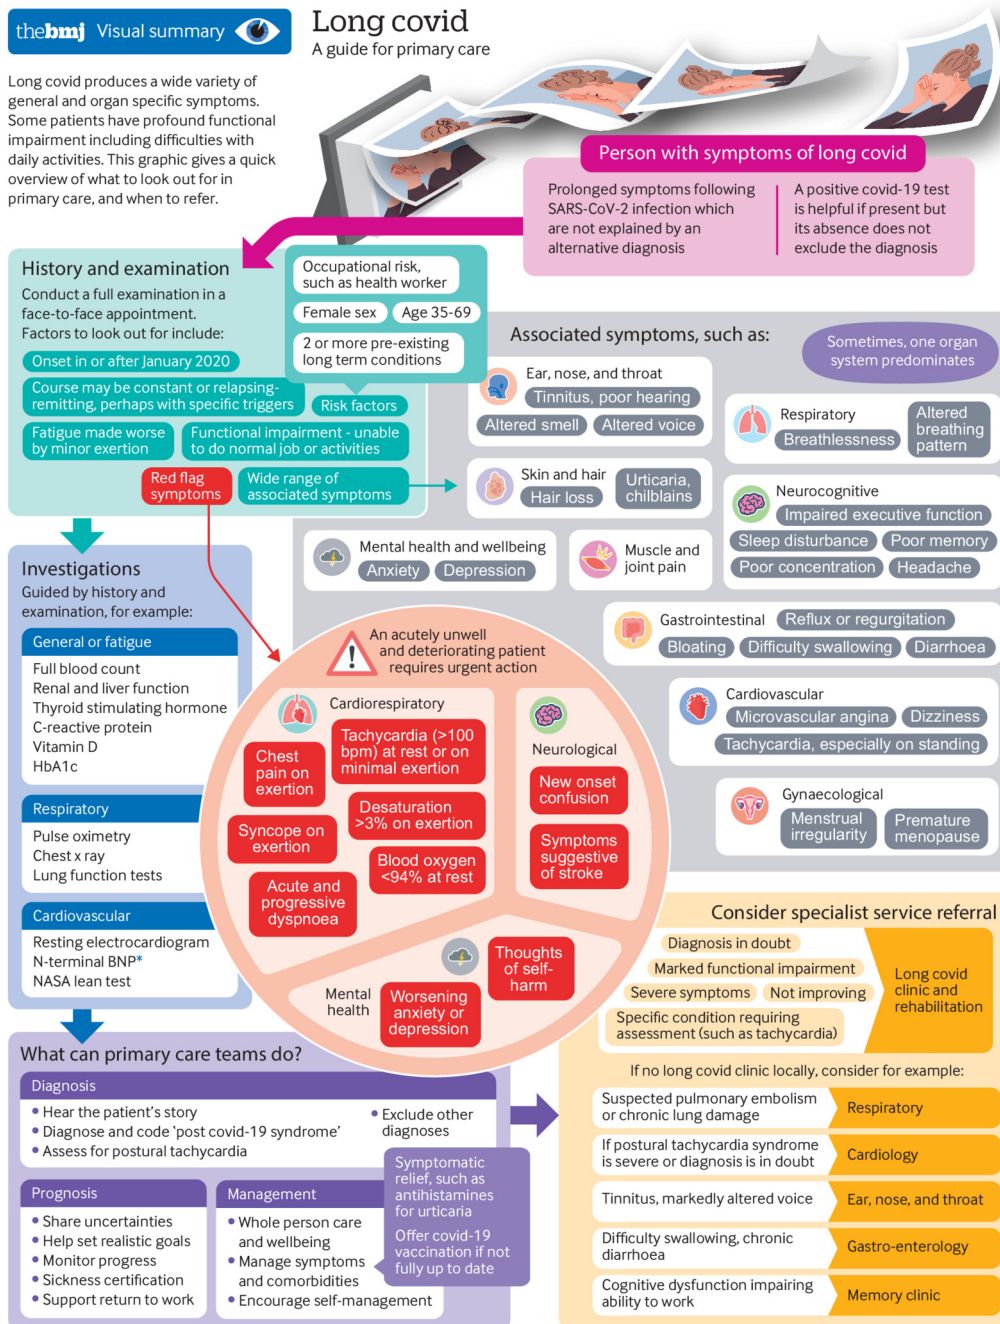 thebmj Visual summary
Long covid
A guide for primary care
Long covid produces a wide variety of
general and organ specific symptoms.
Some patients have profound functional
impairment including difficulties with
daily activities. This graphic gives a quick
overview of what to look out for in
primary care, and when to refer.
Person with symptoms of long covid
Prolonged symptoms following
SARS-CoV-2 infection which
are not explained by an
alternative diagnosis
A positive covid-19 test
is helpful if present but
its absence does not
exclude the diagnosis
History and examination
Conduct a full examination in a
face-to-face appointment.
Factors to look out for include:
Onset in or after January 2020
Course may be constant or relapsing-
remitting, perhaps with specific triggers
Risk factors
Fatigue made worse
by minor exertion
Functional impairment - unable
to do normal job or activities
Red flag
symptoms
Wide range of
associated symptoms
Occupational risk,
such as health worker
Female sex
Age 35-69
2 or more pre-existing
long term conditions
Associated symptoms, such as:
Sometimes, one organ
system predominates
Ear, nose, and throat
Tinnitus, poor hearing
Altered smell
Altered voice
Respiratory
Breathlessness
Altered
breathing
pattern
Skin and hair
Hair loss
Urticaria,
chilblains
Neurocognitive
Impaired executive function
Sleep disturbance
Poor memory
Poor concentration
Headache
Mental health and wellbeing
Anxiety
Depression
Muscle and
joint pain
Gastrointestinal
Reflux or regurgitation
Bloating
Difficulty swallowing
Diarrhoea
Cardiovascular
Microvascular angina
Dizziness
Tachycardia, especially on standing
Gynaecological
Menstrual
irregularity
Premature
menopause
Investigations
Guided by history and
examination, for example:
General or fatigue
Full blood count
Renal and liver function
Thyroid stimulating hormone
C-reactive protein
Vitamin D
HbA1c
Respiratory
Pulse oximetry
Chest x ray
Lung function tests
Cardiovascular
Resting electrocardiogram
N-terminal BNP*
NASA lean test
An acutely unwell
and deteriorating patient
requires urgent action
Cardiorespiratory
Chest
pain on
exertion
Tachycardia (>100
bpm) at rest or on
minimal exertion
Desaturation
>3% on exertion
Syncope on
exertion
Blood oxygen
<94% at rest
Acute and
progressive
dyspnoea
Neurological
New onset
confusion
Symptoms
suggestive
of stroke
Mental
health
Thoughts
of self-
harm
Worsening
anxiety or
depression
What can primary care teams do?
Diagnosis
• Hear the patient's story
• Diagnose and code 'post covid-19 syndrome'
• Assess for postural tachycardia
• Exclude other
diagnoses
Prognosis
• Share uncertainties
• Help set realistic goals
• Monitor progress
• Sickness certification
• Support return to work
Management
• Whole person care
and wellbeing
• Manage symptoms
and comorbidities
• Encourage self-management
Symptomatic
relief, such as
antihistamines
for urticaria
Offer covid-19
vaccination if not
fully up to date
Consider specialist service referral
Diagnosis in doubt
Marked functional impairment
Severe symptoms
Not improving
Specific condition requiring
assessment (such as tachycardia)
Long covid
clinic and
rehabilitation
If no long covid clinic locally, consider for example:
Suspected pulmonary embolism
or chronic lung damage
Respiratory
If postural tachycardia syndrome
is severe or diagnosis is in doubt
Cardiology
Tinnitus, markedly altered voice
Ear, nose, and throat
Difficulty swallowing, chronic
diarrhoea
Gastro-enterology
Cognitive dysfunction impairing
ability to work
Memory clinic